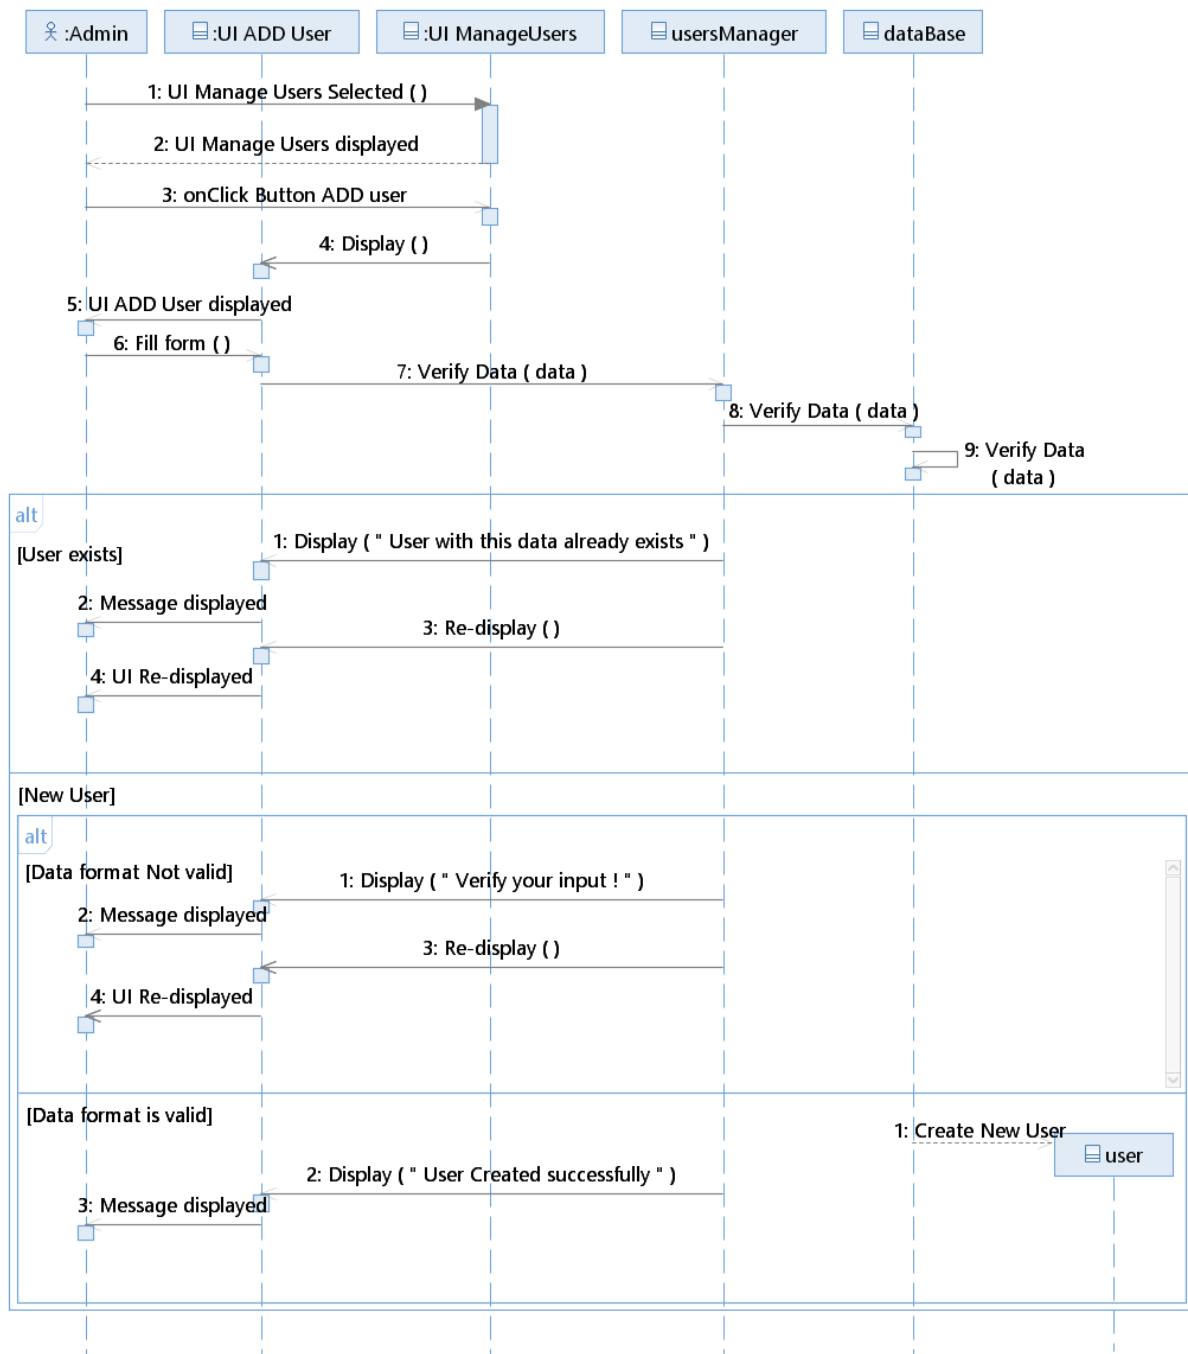 :Admin
:UI ADD User
:UI ManageUsers
usersManager
dataBase
1: UI Manage Users Selected ( )
2: UI Manage Users displayed
3: onClick Button ADD user
4: Display ( )
5: UI ADD User displayed
6: Fill form ( )
7: Verify Data ( data )
8: Verify Data ( data )
9: Verify Data
( data )
alt
[User exists]
1: Display ( " User with this data already exists " )
2: Message displayed
3: Re-display ( )
4: UI Re-displayed
[New User]
alt
[Data format Not valid]
1: Display ( " Verify your input ! " )
2: Message displayed
3: Re-display ( )
4: UI Re-displayed
[Data format is valid]
1: Create New User
user
2: Display ( " User Created successfully " )
3: Message displayed